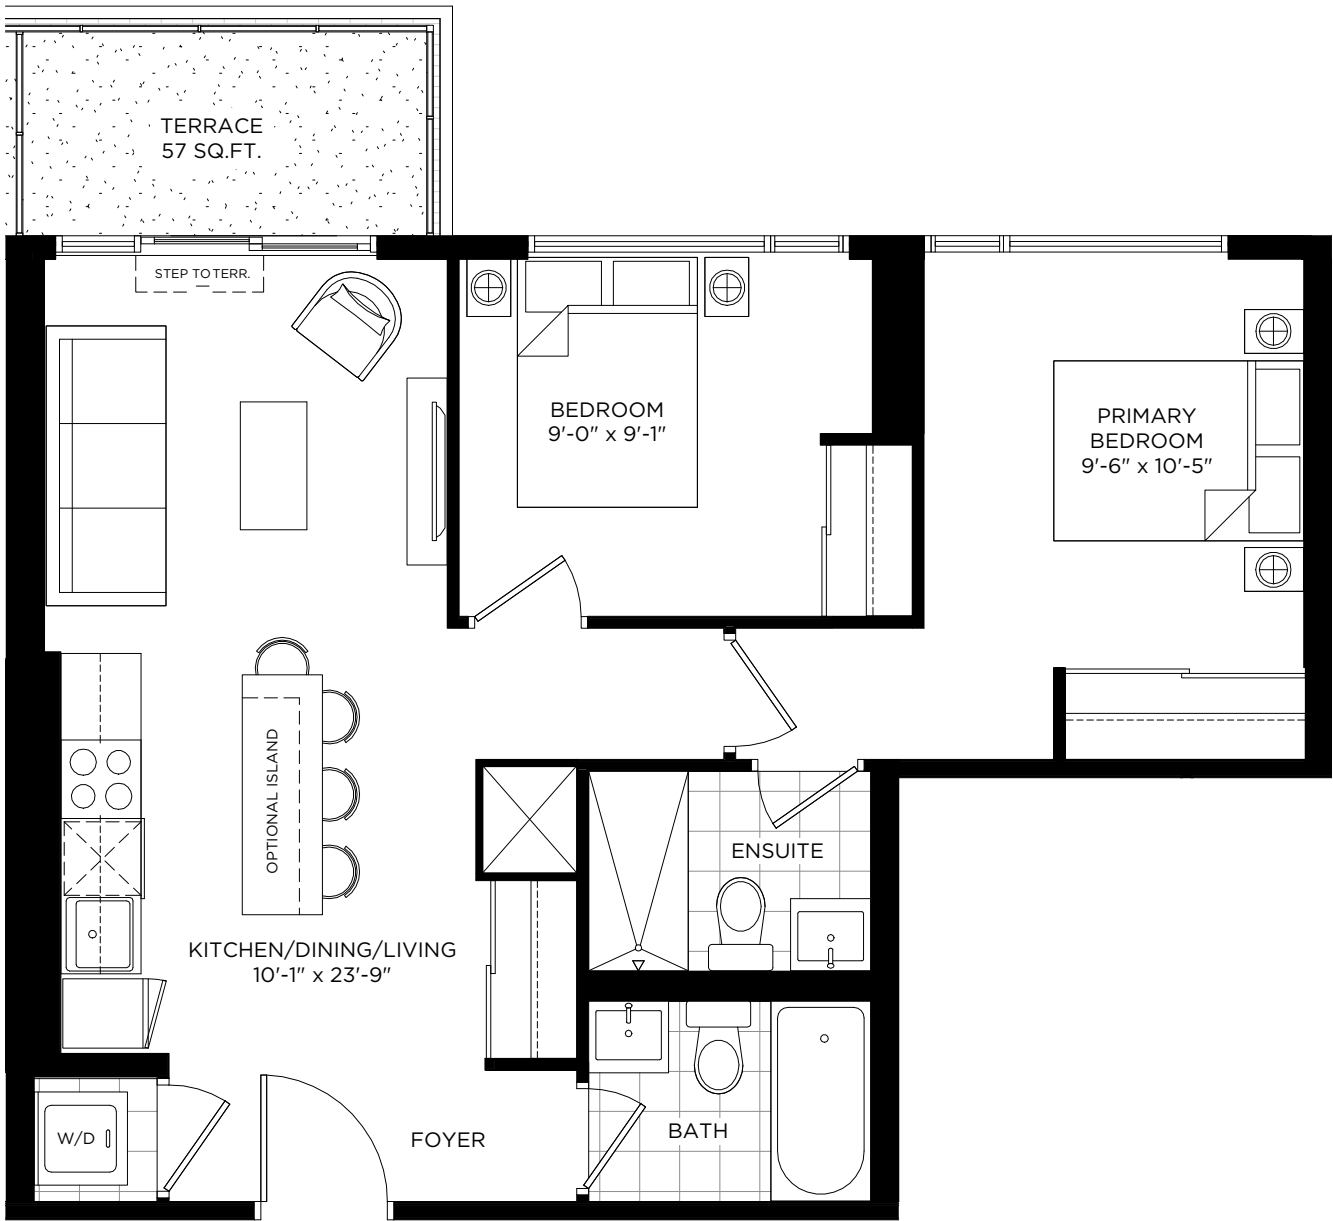 TERRACE
57 SQ.FT.
STEP TO TERR.
BEDROOM
9'-0" x 9'-1"
PRIMARY
BEDROOM
9'-6" x 10'-5"
OPTIONAL ISLAND
ENSUITE
KITCHEN/DINING/LIVING
10'-1" x 23'-9"
W/D
FOYER
BATH